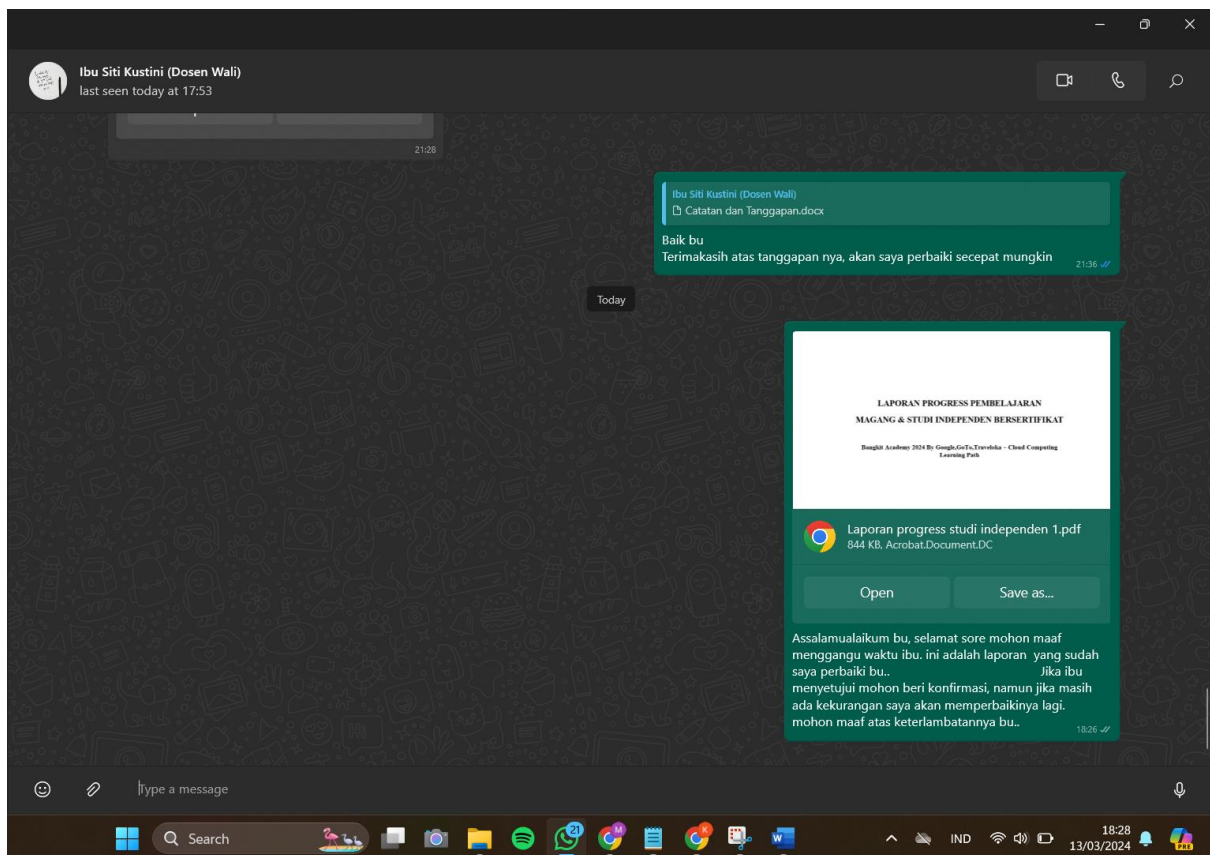 Ibu Siti Kustini (Dosen Wali)
last seen today at 17:53
21:28
Ibu Siti Kustini (Dosen Wali)
Catatan dan Tanggapan.docx
Baik bu
Terimakasih atas tanggapan nya, akan saya perbaiki secepat mungkin
21:36
Today
LAPORAN PROGRESS PEMBELAJARAN
MAGANG & STUDI INDEPENDEN BERSERTIFIKAT
Bangkit Academy 2024 By Google,GoTo,Traveloka – Cloud Computing
Learning Path
Laporan progress studi independen 1.pdf
844 KB, Acrobat.Document.DC
Open Save as...
Assalamualaikum bu, selamat sore mohon maaf
menggangu waktu ibu. ini adalah laporan yang sudah
saya perbaiki bu.. Jika ibu
menyetujui mohon beri konfirmasi, namun jika masih
ada kekurangan saya akan memperbaikinya lagi.
mohon maaf atas keterlambatannya bu..
18:26
Type a message
Search
21
M
K
W
IND
18:28
13/03/2024
PRE